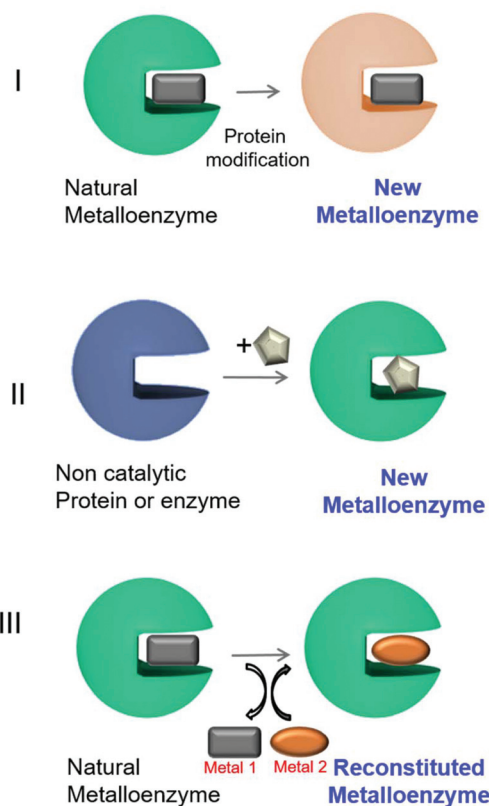 I
Protein
modification
Natural
Metalloenzyme
New
Metalloenzyme
II
+
Non catalytic
Protein or enzyme
New
Metalloenzyme
III
Metal 1
Metal 2
Natural
Metalloenzyme
Reconstituted
Metalloenzyme